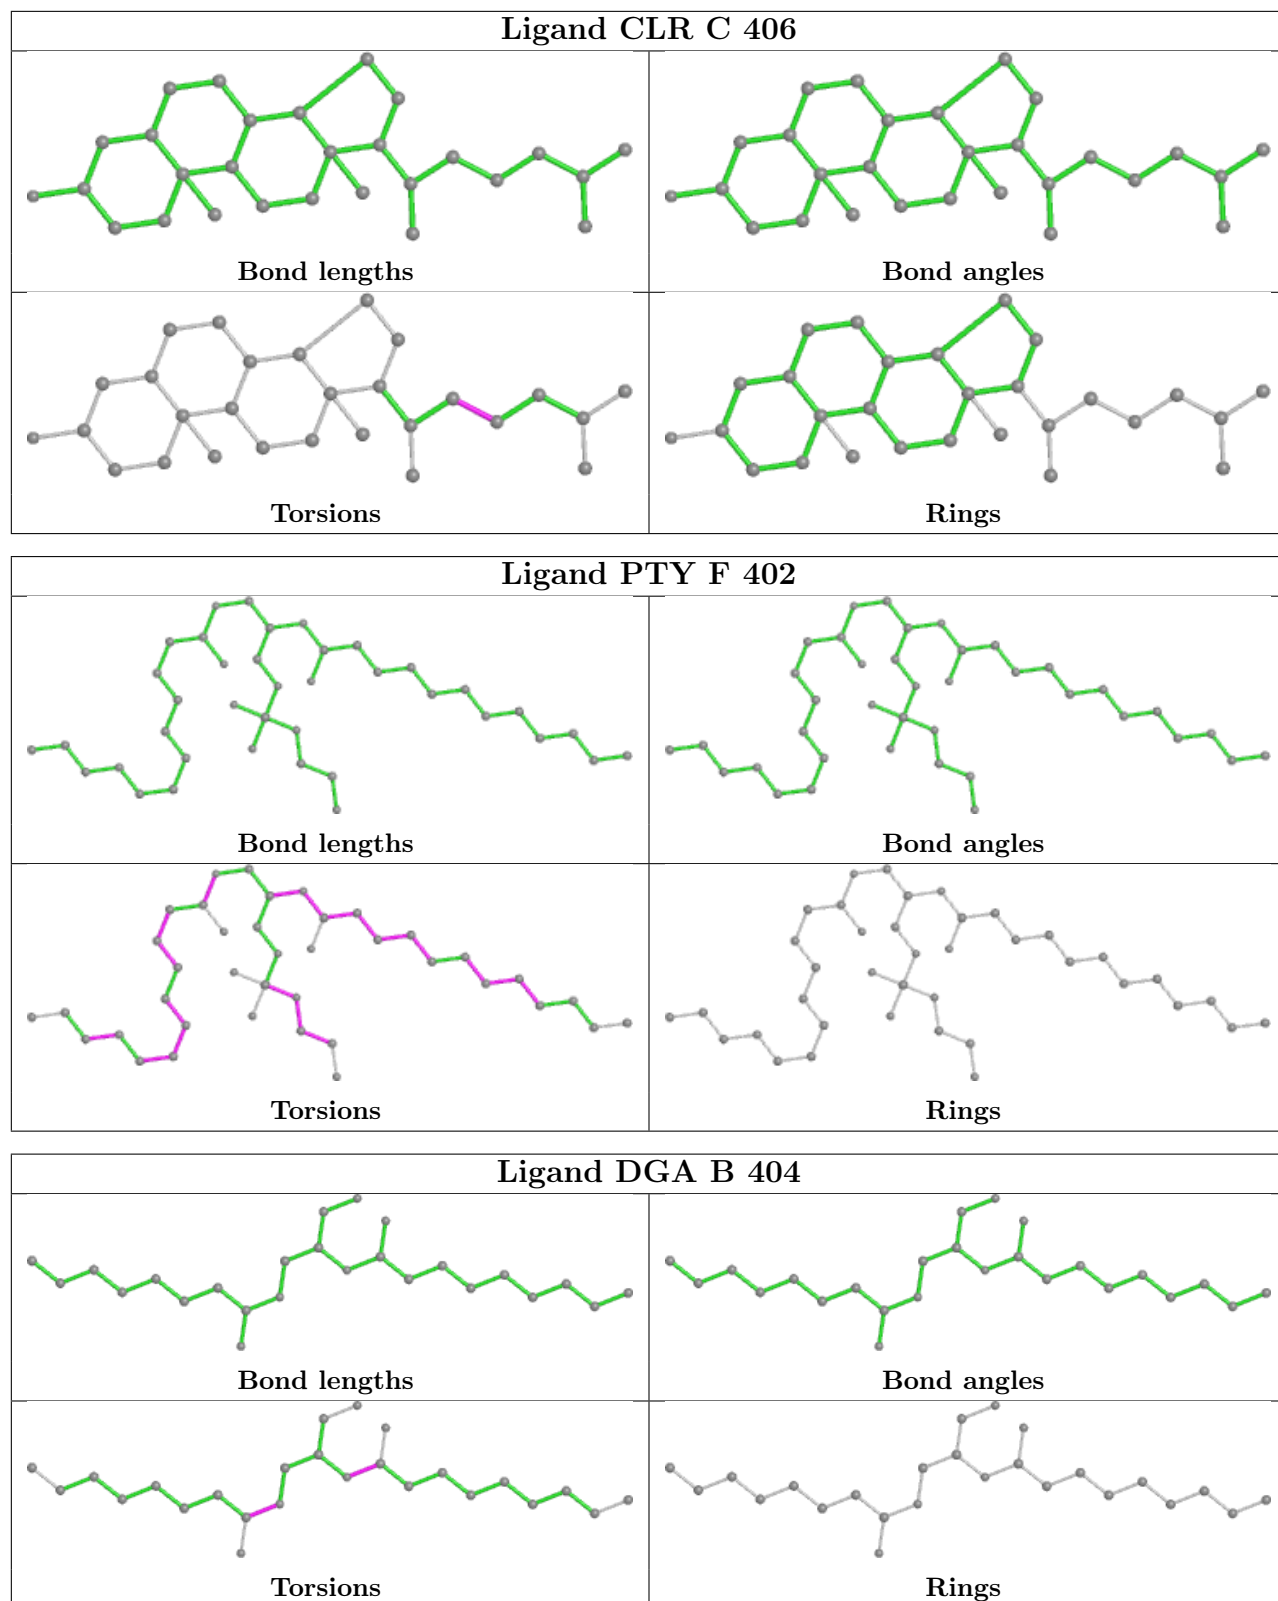 Ligand CLR C 406
Bond lengths
Bond angles
Torsions
Rings
Ligand PTY F 402
Bond lengths
Bond angles
Torsions
Rings
Ligand DGA B 404
Bond lengths
Bond angles
Torsions
Rings